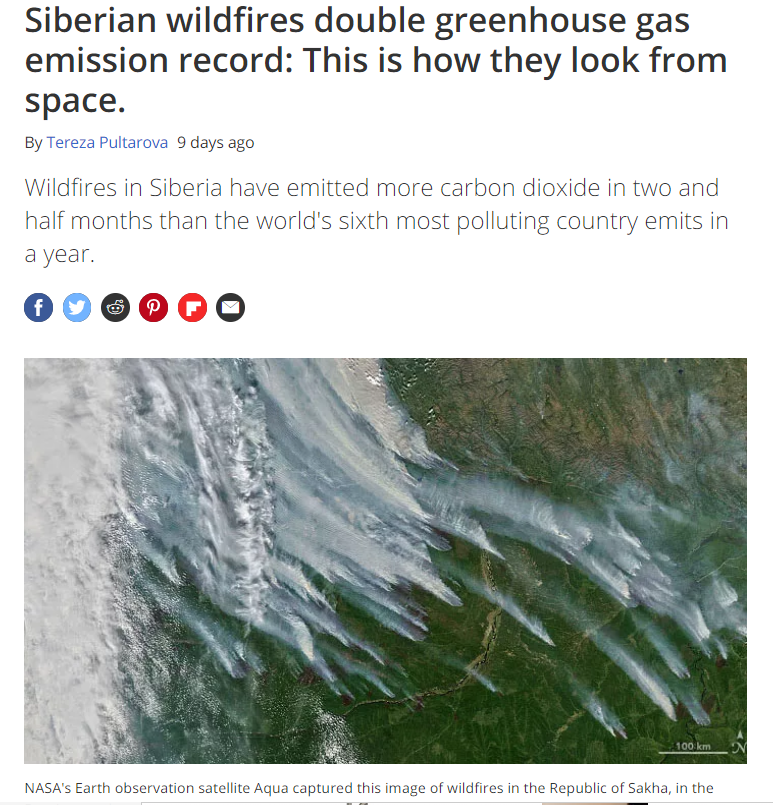 Siberian wildfires double greenhouse gas
emission record: This is how they look from
space.
By Tereza Pultarova 9 days ago
Wildfires in Siberia have emitted more carbon dioxide in two and
half months than the world's sixth most polluting country emits in
a year.
100 km N
NASA's Earth observation satellite Aqua captured this image of wildfires in the Republic of Sakha, in the